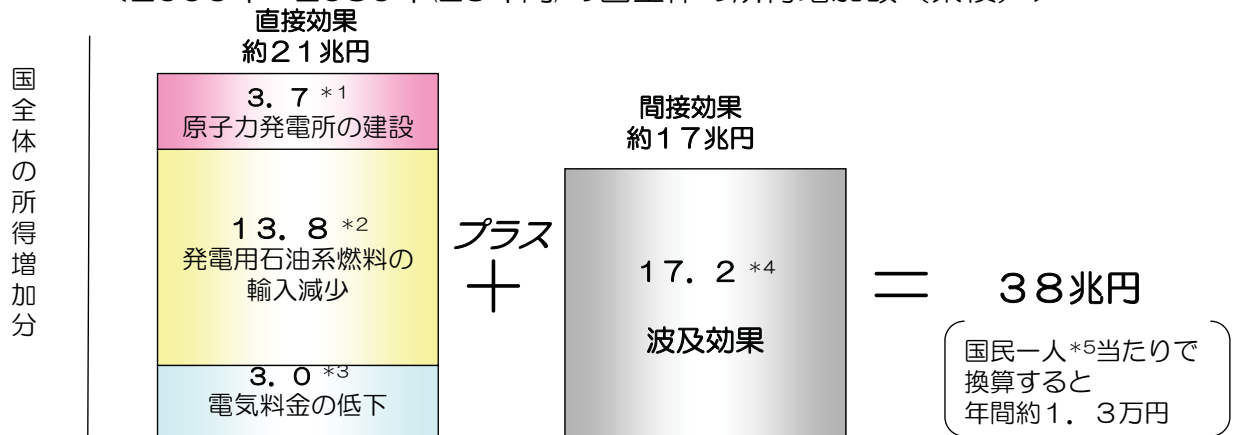 直接効果
約２１兆円
国全体の所得増加分
３．７ *1
原子力発電所の建設
１３．８ *2
発電用石油系燃料の
輸入減少
３．０ *3
電気料金の低下
プラス
＋
間接効果
約１７兆円
１７．２ *4
波及効果
＝
３８兆円
国民一人*5当たりで
換算すると
年間約１．３万円